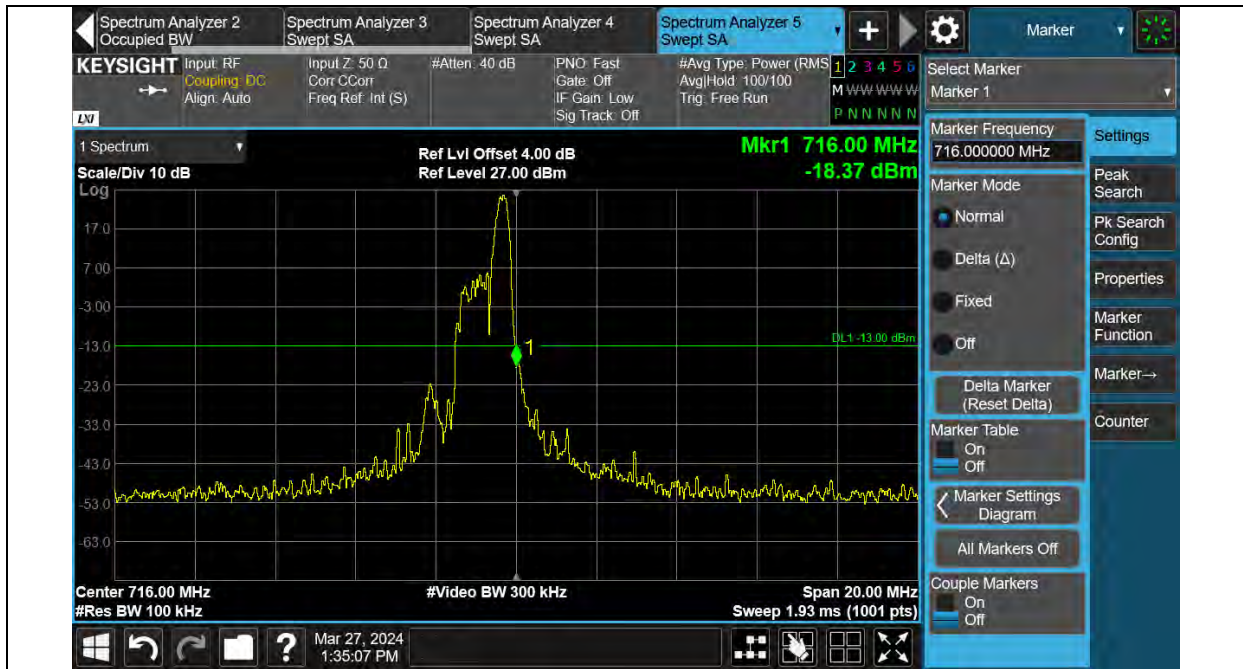 Spectrum Analyzer 2
Occupied BW
Spectrum Analyzer 3
Swept SA
Spectrum Analyzer 4
Swept SA
Spectrum Analyzer 5
Swept SA
+
Marker
KEYSIGHT
LXI
Input: RF
Coupling: DC
Align: Auto
Input Z: 50 Ω
Corr CCorr
Freq Ref: Int (S)
#Atten: 40 dB
PNO: Fast
Gate: Off
IF Gain: Low
Sig Track: Off
#Avg Type: Power (RMS
Avg|Hold: 100/100
Trig: Free Run
1 2 3 4 5 6
M W W W W W
P N N N N N
Select Marker
Marker 1
1 Spectrum
Scale/Div 10 dB
Log
Ref Lvl Offset 4.00 dB
Ref Level 27.00 dBm
Mkr1 716.00 MHz
-18.37 dBm
17.0
7.00
-3.00
-13.0
-23.0
-33.0
-43.0
-53.0
-63.0
DL1 -13.00 dBm
1
Center 716.00 MHz
#Res BW 100 kHz
#Video BW 300 kHz
Span 20.00 MHz
Sweep 1.93 ms (1001 pts)
Marker Frequency
716.000000 MHz
Marker Mode
Normal
Delta (Δ)
Fixed
Off
Delta Marker
(Reset Delta)
Marker Table
On
Off
Marker Settings
Diagram
All Markers Off
Couple Markers
On
Off
Settings
Peak
Search
Pk Search
Config
Properties
Marker
Function
Marker→
Counter
?
Mar 27, 2024
1:35:07 PM